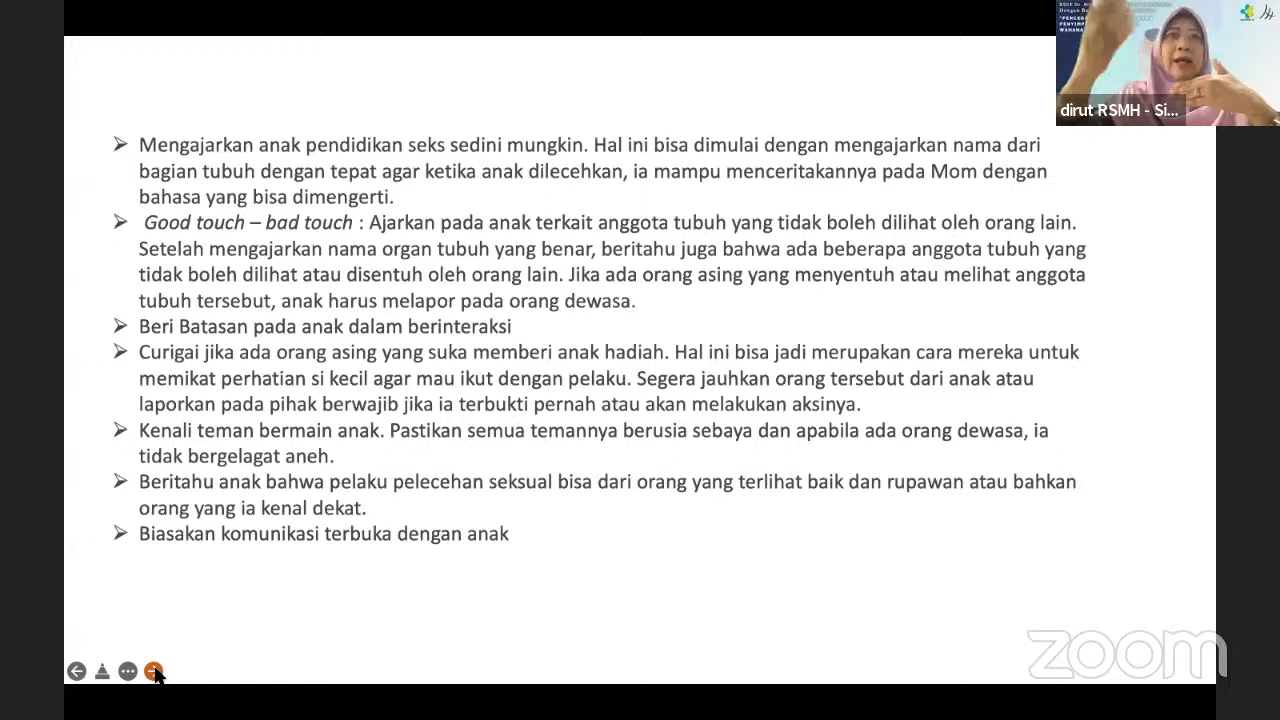 dirut RSMH - Si...
➢ Mengajarkan anak pendidikan seks sedini mungkin. Hal ini bisa dimulai dengan mengajarkan nama dari
bagian tubuh dengan tepat agar ketika anak dilecehkan, ia mampu menceritakannya pada Mom dengan
bahasa yang bisa dimengerti.
➢ Good touch – bad touch : Ajarkan pada anak terkait anggota tubuh yang tidak boleh dilihat oleh orang lain.
Setelah mengajarkan nama organ tubuh yang benar, beritahu juga bahwa ada beberapa anggota tubuh yang
tidak boleh dilihat atau disentuh oleh orang lain. Jika ada orang asing yang menyentuh atau melihat anggota
tubuh tersebut, anak harus melapor pada orang dewasa.
➢ Beri Batasan pada anak dalam berinteraksi
➢ Curigai jika ada orang asing yang suka memberi anak hadiah. Hal ini bisa jadi merupakan cara mereka untuk
memikat perhatian si kecil agar mau ikut dengan pelaku. Segera jauhkan orang tersebut dari anak atau
laporkan pada pihak berwajib jika ia terbukti pernah atau akan melakukan aksinya.
➢ Kenali teman bermain anak. Pastikan semua temannya berusia sebaya dan apabila ada orang dewasa, ia
tidak bergelagat aneh.
➢ Beritahu anak bahwa pelaku pelecehan seksual bisa dari orang yang terlihat baik dan rupawan atau bahkan
orang yang ia kenal dekat.
➢ Biasakan komunikasi terbuka dengan anak
zoom